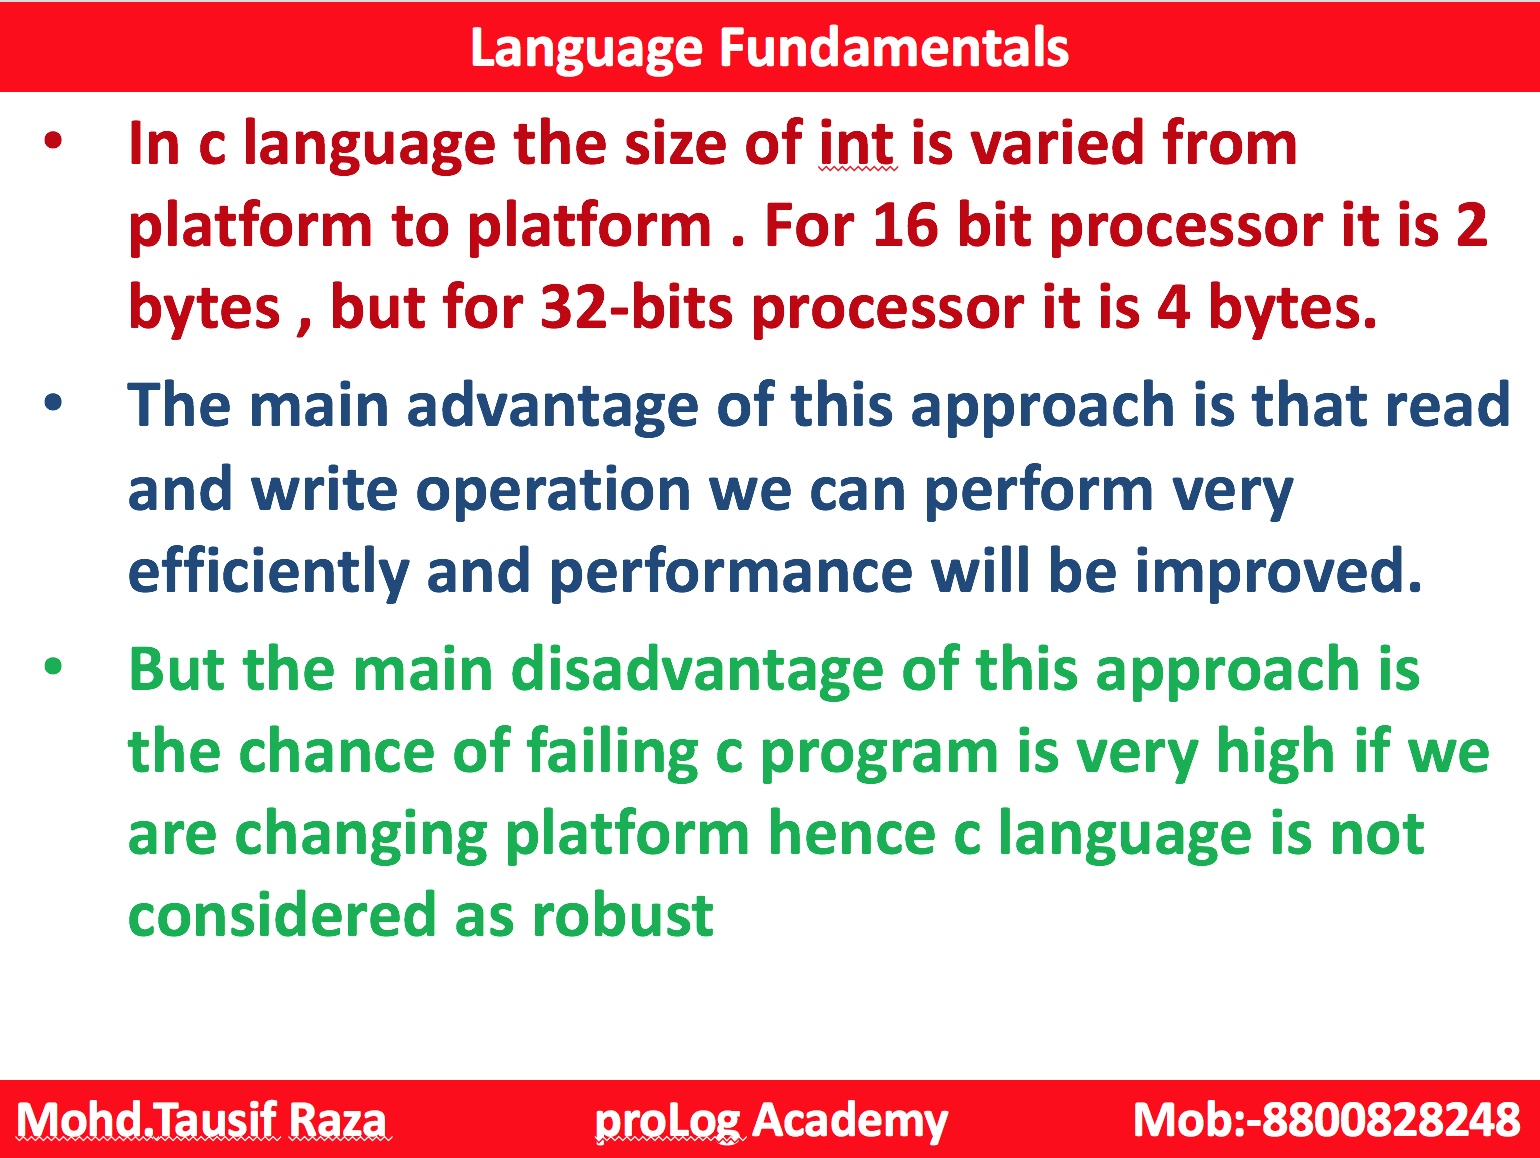 Language Fundamentals
• In c language the size of int is varied from
platform to platform . For 16 bit processor it is 2
bytes , but for 32-bits processor it is 4 bytes.
• The main advantage of this approach is that read
and write operation we can perform very
efficiently and performance will be improved.
• But the main disadvantage of this approach is
the chance of failing c program is very high if we
are changing platform hence c language is not
considered as robust
Mohd.Tausif Raza proLog Academy Mob:-8800828248